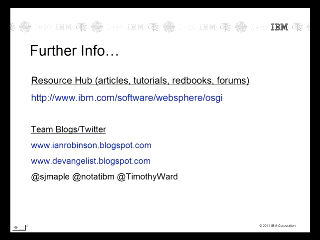 IBM
Further Info…
Resource Hub (articles, tutorials, redbooks, forums)
http://www.ibm.com/software/websphere/osgi
Team Blogs/Twitter
www.ianrobinson.blogspot.com
www.devangelist.blogspot.com
@sjmaple @notatibm @TimothyWard
© 2011 IBM Corporation